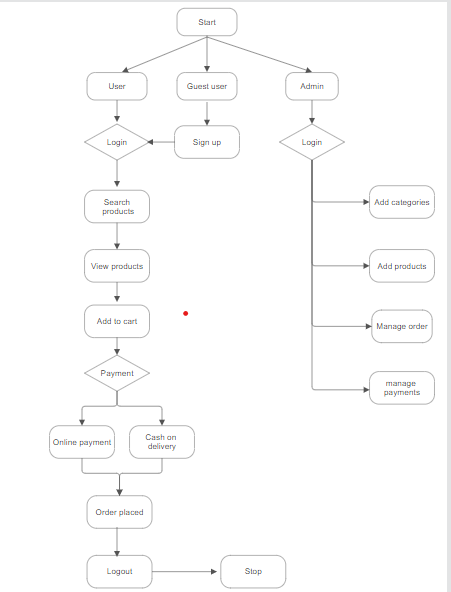 Start
User
Guest user
Admin
Login
Sign up
Login
Search
products
Add categories
View products
Add products
Add to cart
Manage order
Payment
manage
payments
Online payment
Cash on
delivery
Order placed
Logout
Stop